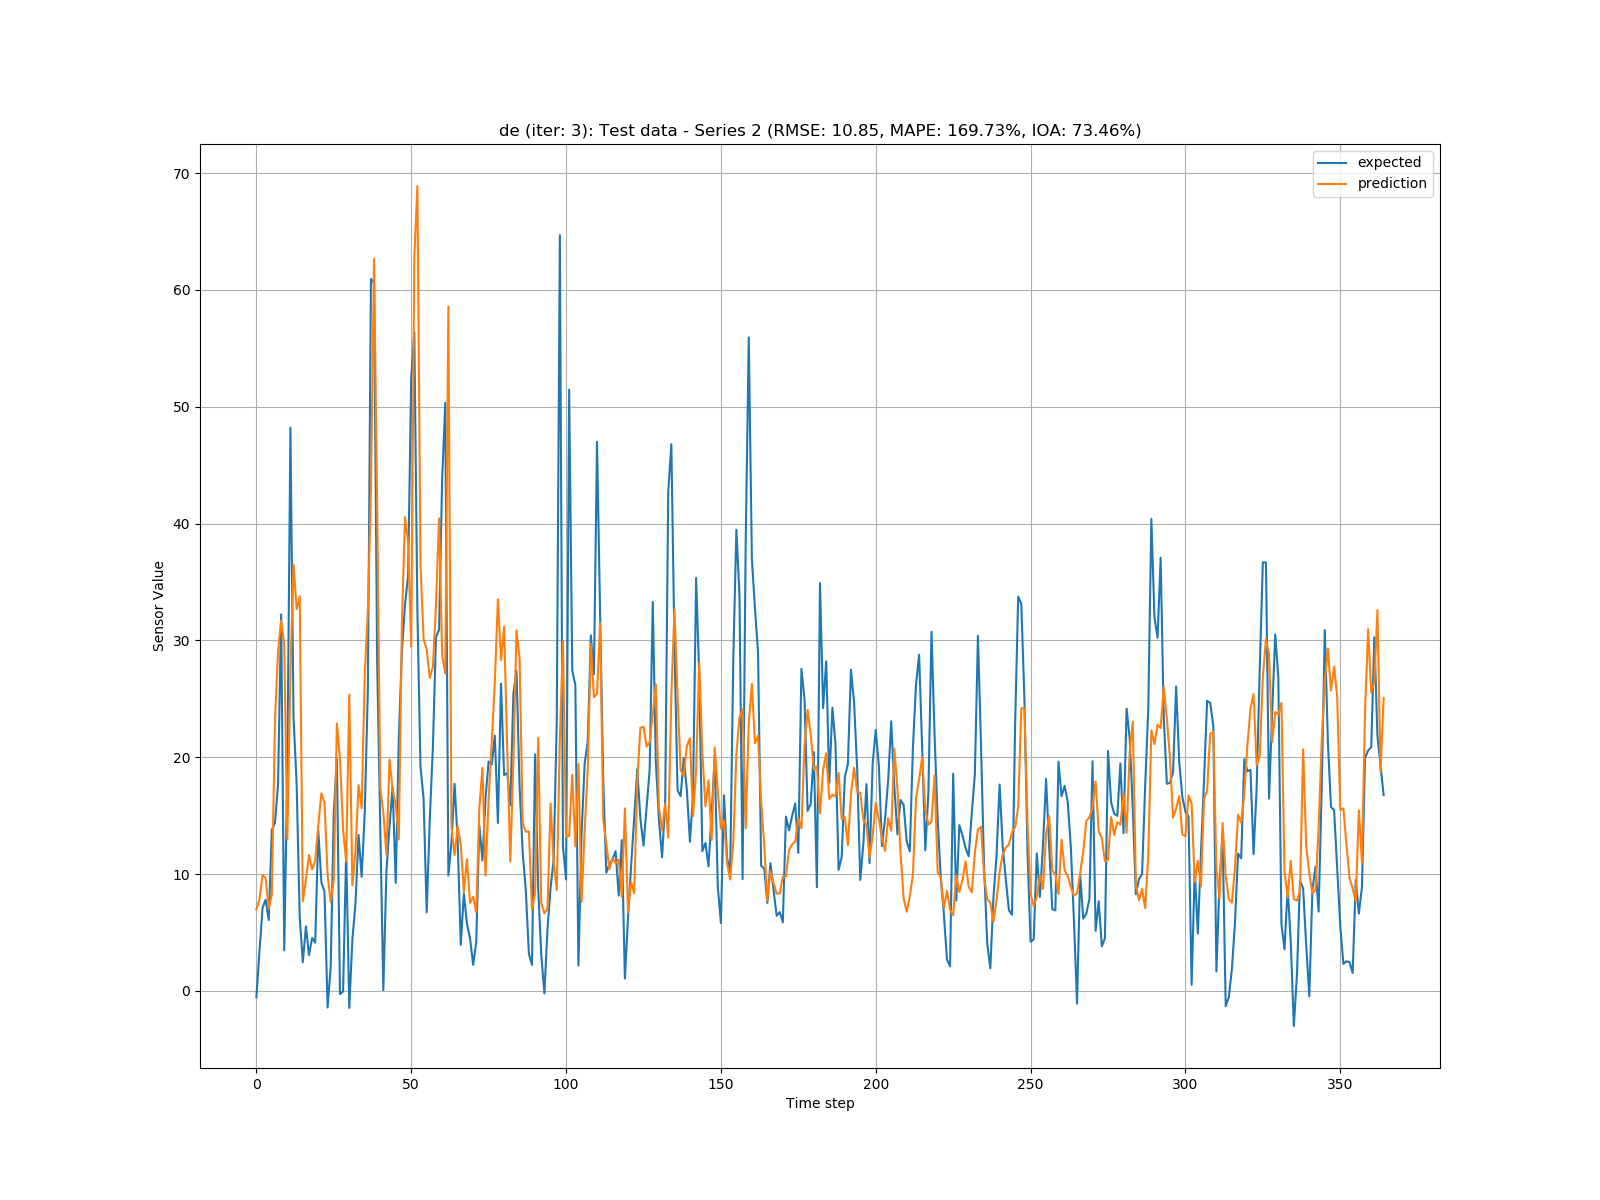 de (iter: 3): Test data - Series 2 (RMSE: 10.85, MAPE: 169.73%, IOA: 73.46%)
expected
prediction
70
60
50
40
30
20
10
0
Sensor Value
0 50 100 150 200 250 300 350
Time step